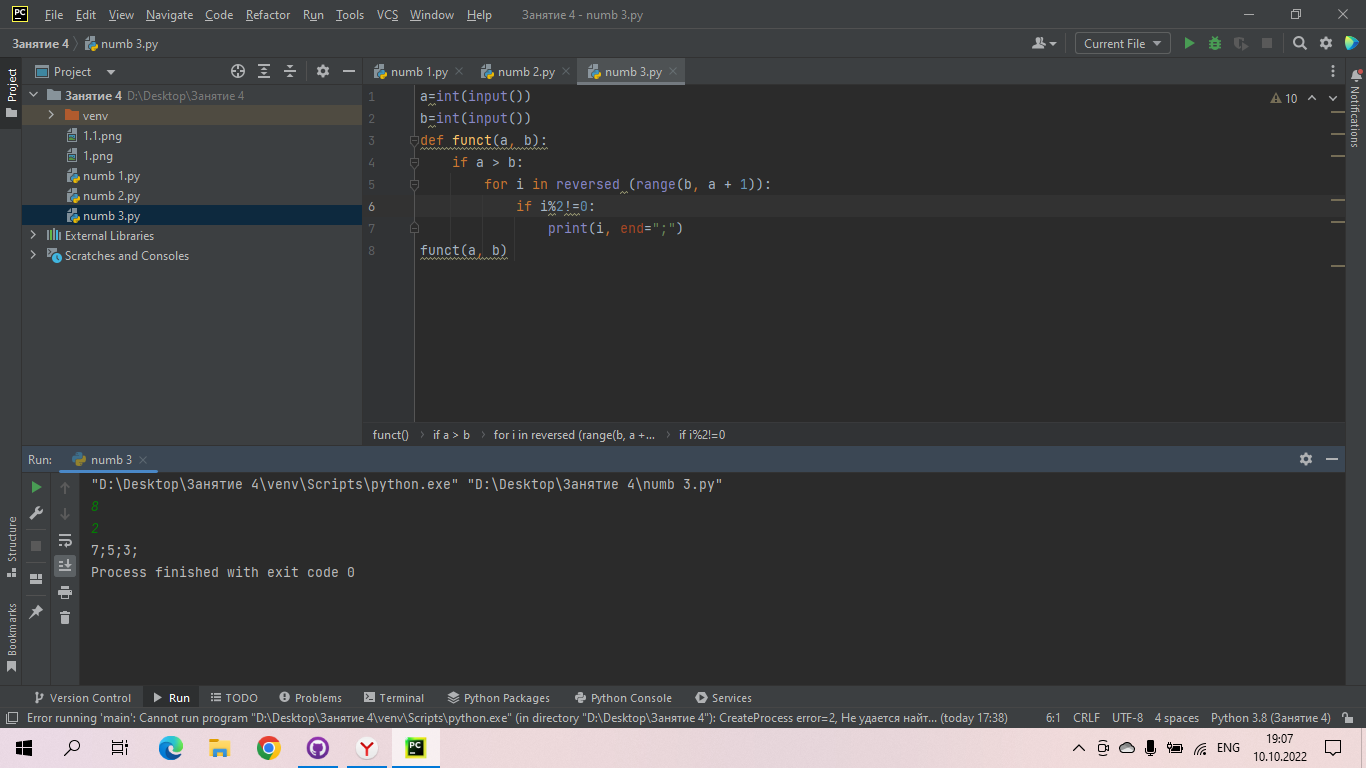 PC File Edit View Navigate Code Refactor Run Tools VCS Window Help Занятие 4 - numb 3.py
Занятие 4 numb 3.py Current File
Project numb 1.py numb 2.py numb 3.py
Project
Занятие 4 D:\Desktop\Занятие 4
venv
1.1.png
1.png
numb 1.py
numb 2.py
numb 3.py
External Libraries
Scratches and Consoles
1 a=int(input())
2 b=int(input())
3 def funct(a, b):
4 if a > b:
5 for i in reversed (range(b, a + 1)):
6 if i%2!=0:
7 print(i, end=";")
8 funct(a, b)
10
Notifications
funct() if a > b for i in reversed (range(b, a +... if i%2!=0
Run: numb 3
"D:\Desktop\Занятие 4\venv\Scripts\python.exe" "D:\Desktop\Занятие 4\numb 3.py"
8
2
7;5;3;
Process finished with exit code 0
Structure
Bookmarks
Version Control Run TODO Problems Terminal Python Packages Python Console Services
Error running 'main': Cannot run program "D:\Desktop\Занятие 4\venv\Scripts\python.exe" (in directory "D:\Desktop\Занятие 4"): CreateProcess error=2, Не удается найт... (today 17:38) 6:1 CRLF UTF-8 4 spaces Python 3.8 (Занятие 4)
Y PC ENG 19:07
10.10.2022